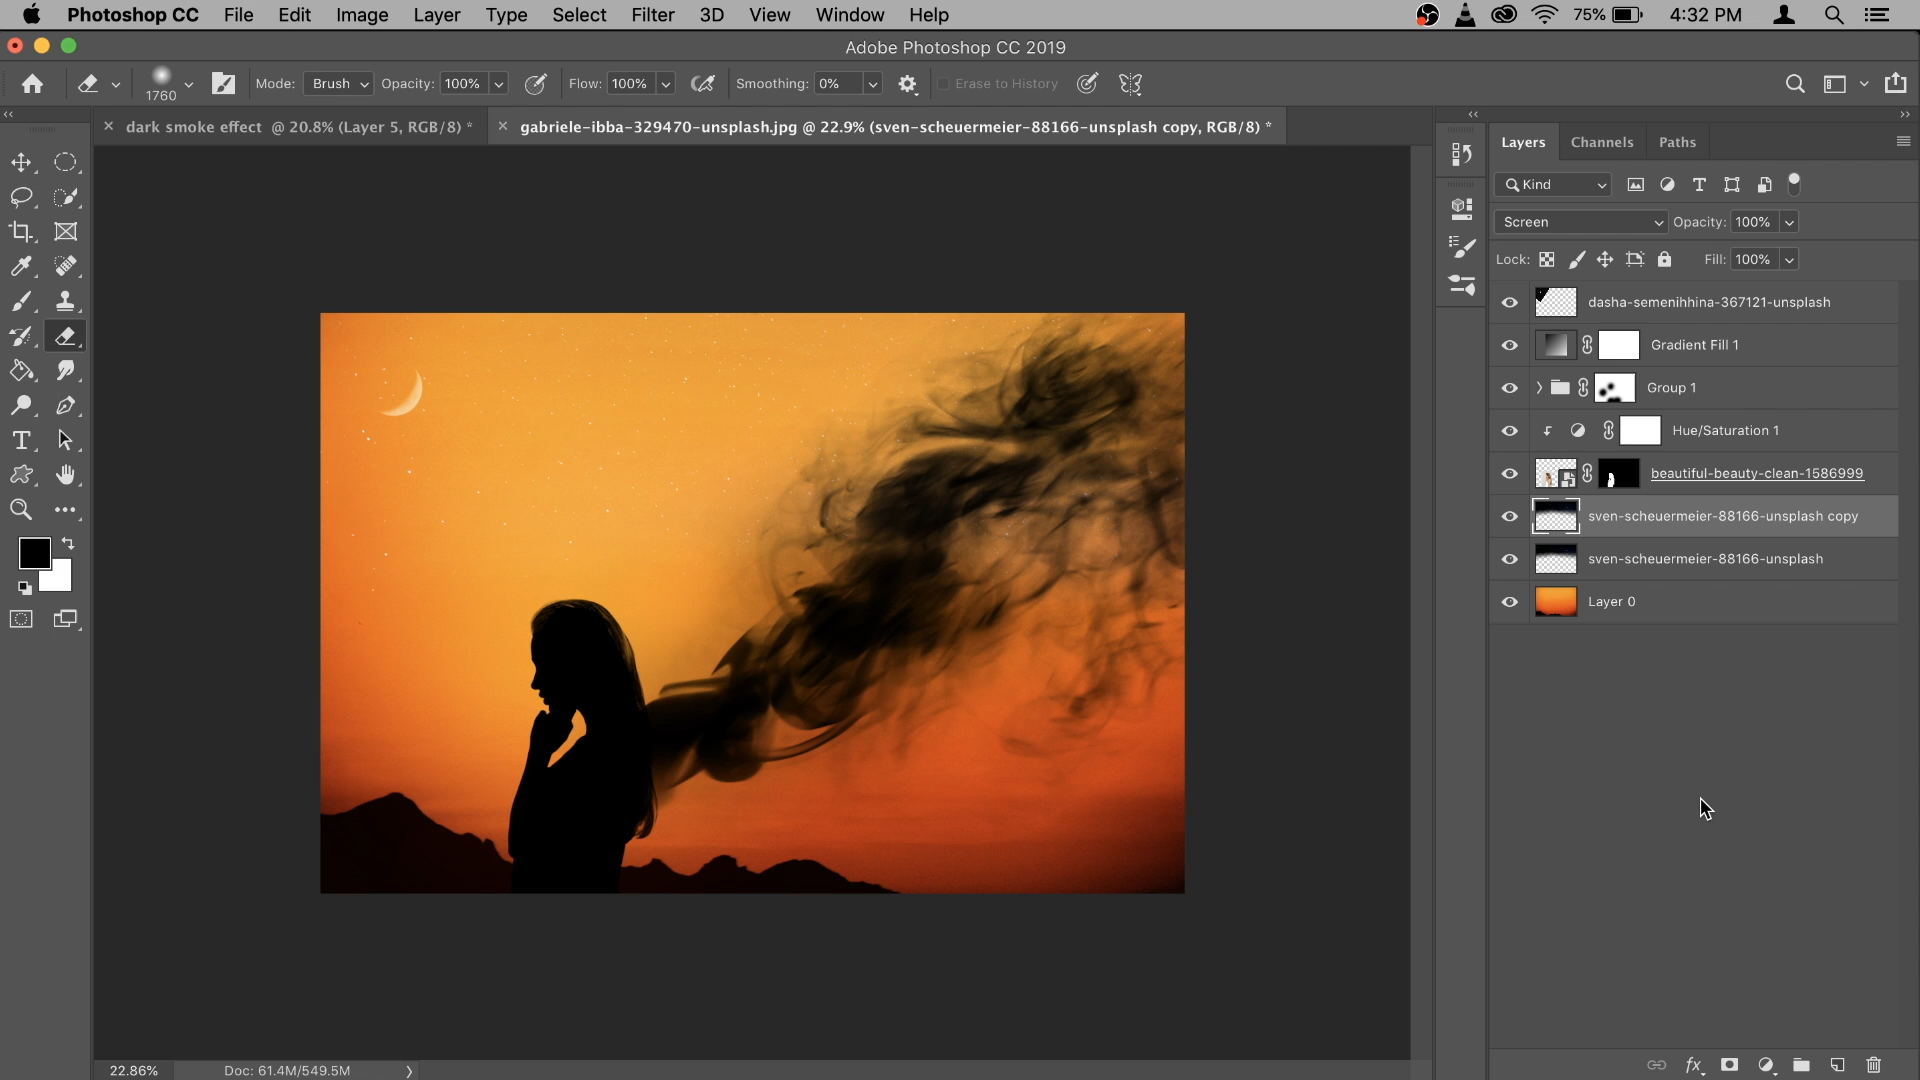 Photoshop CC File Edit Image Layer Type Select Filter 3D View Window Help 75% 4:32 PM
Adobe Photoshop CC 2019
1760 Mode: Brush Opacity: 100% Flow: 100% Smoothing: 0% Erase to History
dark smoke effect @ 20.8% (Layer 5, RGB/8) * gabriele-ibba-329470-unsplash.jpg @ 22.9% (sven-scheuermeier-88166-unsplash copy, RGB/8) *
Layers Channels Paths
Kind
Screen Opacity: 100%
Lock: Fill: 100%
dasha-semenihhina-367121-unsplash
Gradient Fill 1
Group 1
Hue/Saturation 1
beautiful-beauty-clean-1586999
sven-scheuermeier-88166-unsplash copy
sven-scheuermeier-88166-unsplash
Layer 0
22.86% Doc: 61.4M/549.5M